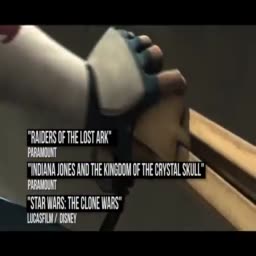 "RAIDERS OF THE LOST ARK"
PARAMOUNT
"INDIANA JONES AND THE KINGDOM OF THE CRYSTAL SKULL"
PARAMOUNT
"STAR WARS: THE CLONE WARS"
LUCASFILM / DISNEY